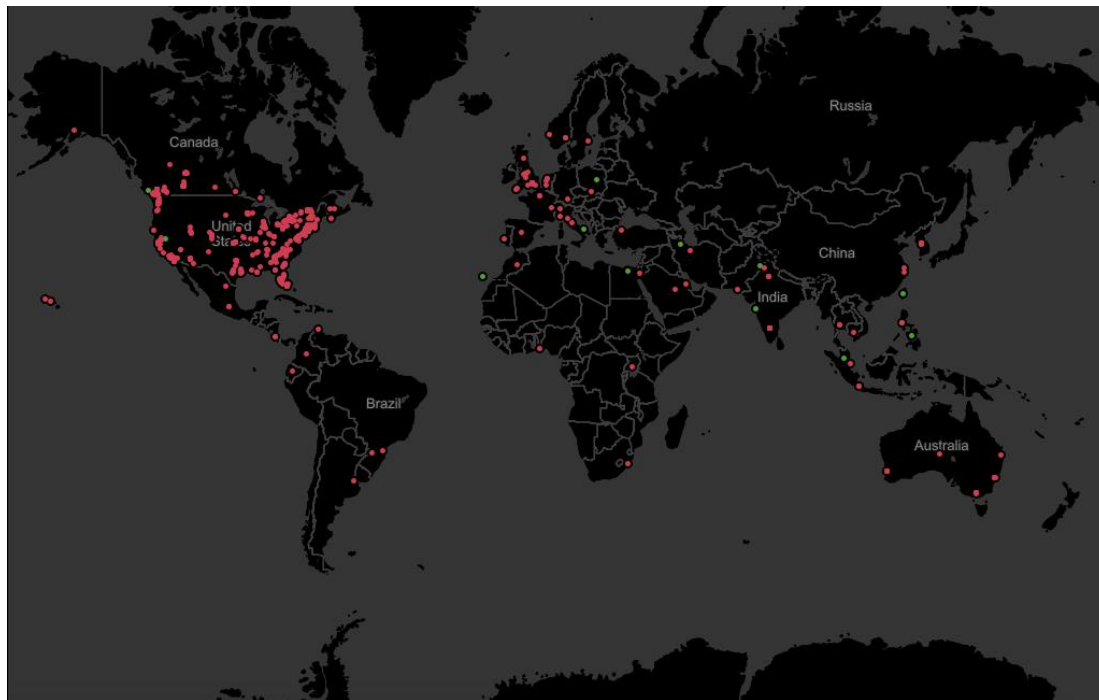 Russia
Canada
United
States
China
India
Brazil
Australia